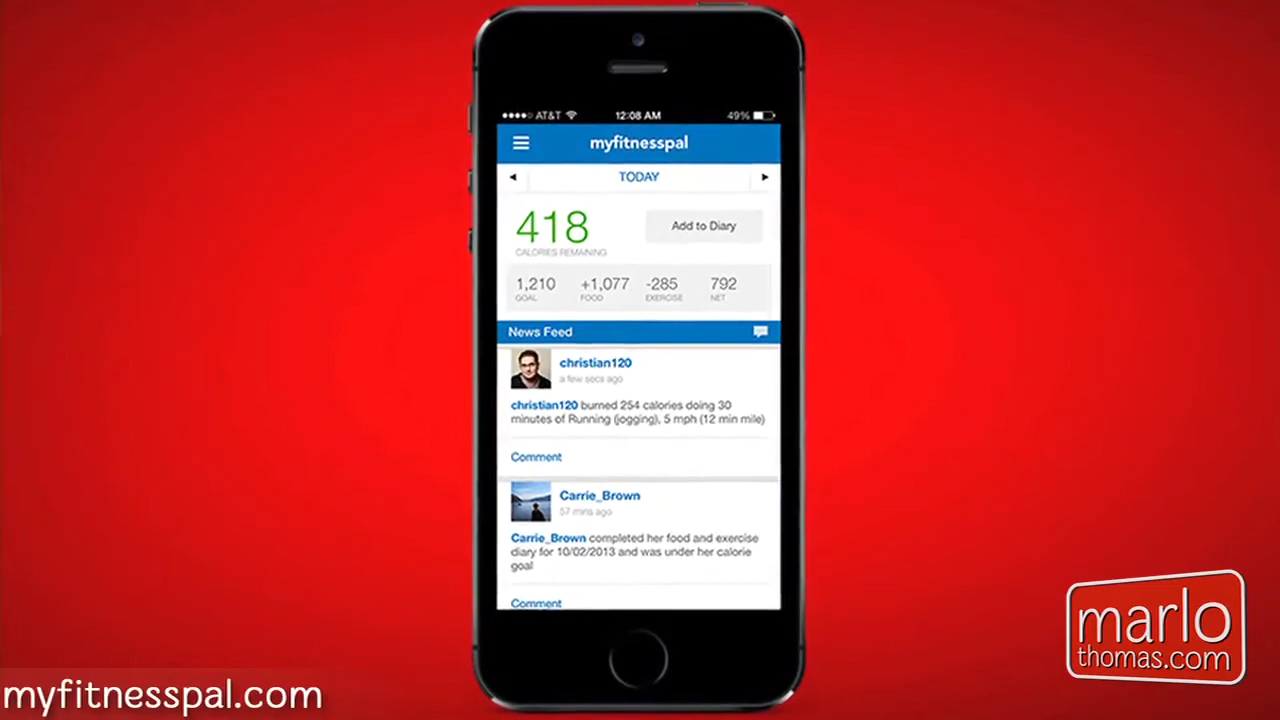 AT&T 12:08 AM 49%
myfitnesspal
TODAY
418 Add to Diary
CALORIES REMAINING
1,210 +1,077 -285 792
GOAL FOOD EXERCISE NET
News Feed
christian120
a few secs ago
christian120 burned 254 calories doing 30
minutes of Running (jogging), 5 mph (12 min mile)
Comment
Carrie_Brown
57 mins ago
Carrie_Brown completed her food and exercise
diary for 10/02/2013 and was under her calorie
goal
Comment
marlo
thomas.com
myfitnesspal.com